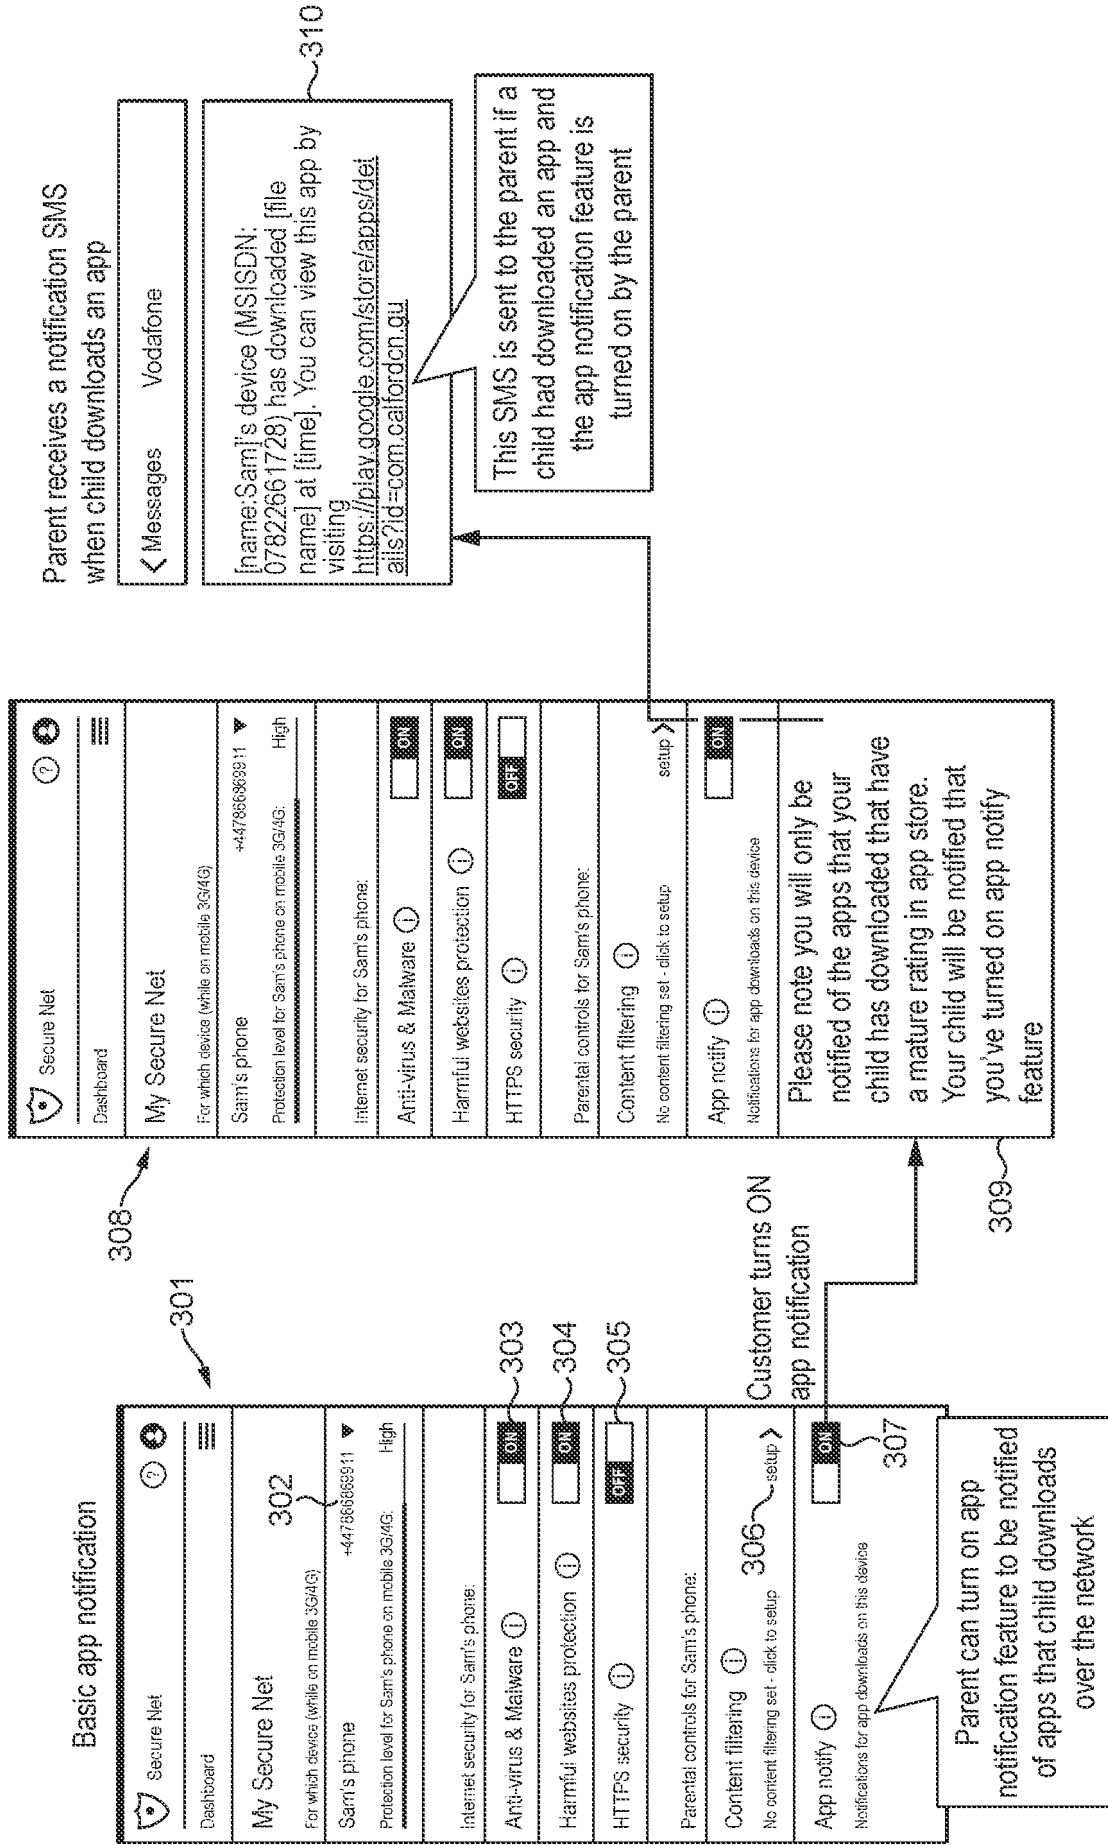 Basic app notification
Secure Net
?
Dashboard
My Secure Net
302
For which device (while on mobile 3G/4G)
Sam's phone +447866869911
Protection level for Sam's phone on mobile 3G/4G: High
Internet security for Sam's phone:
Anti-virus & Malware i ON
Harmful websites protection i ON
HTTPS security i OFF
Parental controls for Sam's phone:
Content filtering i
306
No content filtering set - click to setup setup >
App notify i ON
Notifications for app downloads on this device
301
303
304
305
307
Parent can turn on app
notification feature to be notified
of apps that child downloads
over the network
Customer turns ON
app notification
308
Secure Net
?
Dashboard
My Secure Net
For which device (while on mobile 3G/4G)
Sam's phone +447866869911
Protection level for Sam's phone on mobile 3G/4G: High
Internet security for Sam's phone:
Anti-virus & Malware i ON
Harmful websites protection i ON
HTTPS security i OFF
Parental controls for Sam's phone:
Content filtering i
No content filtering set - click to setup setup >
App notify i ON
Notifications for app downloads on this device
Please note you will only be
notified of the apps that your
child has downloaded that have
a mature rating in app store.
Your child will be notified that
you've turned on app notify
feature
309
Parent receives a notification SMS
when child downloads an app
< Messages Vodafone
[name:Sam]'s device (MSISDN:
07822661728) has downloaded [file
name] at [time]. You can view this app by
visiting
https://play.google.com/store/apps/det
ails?id=com.calfordcn.gu
310
This SMS is sent to the parent if a
child had downloaded an app and
the app notification feature is
turned on by the parent